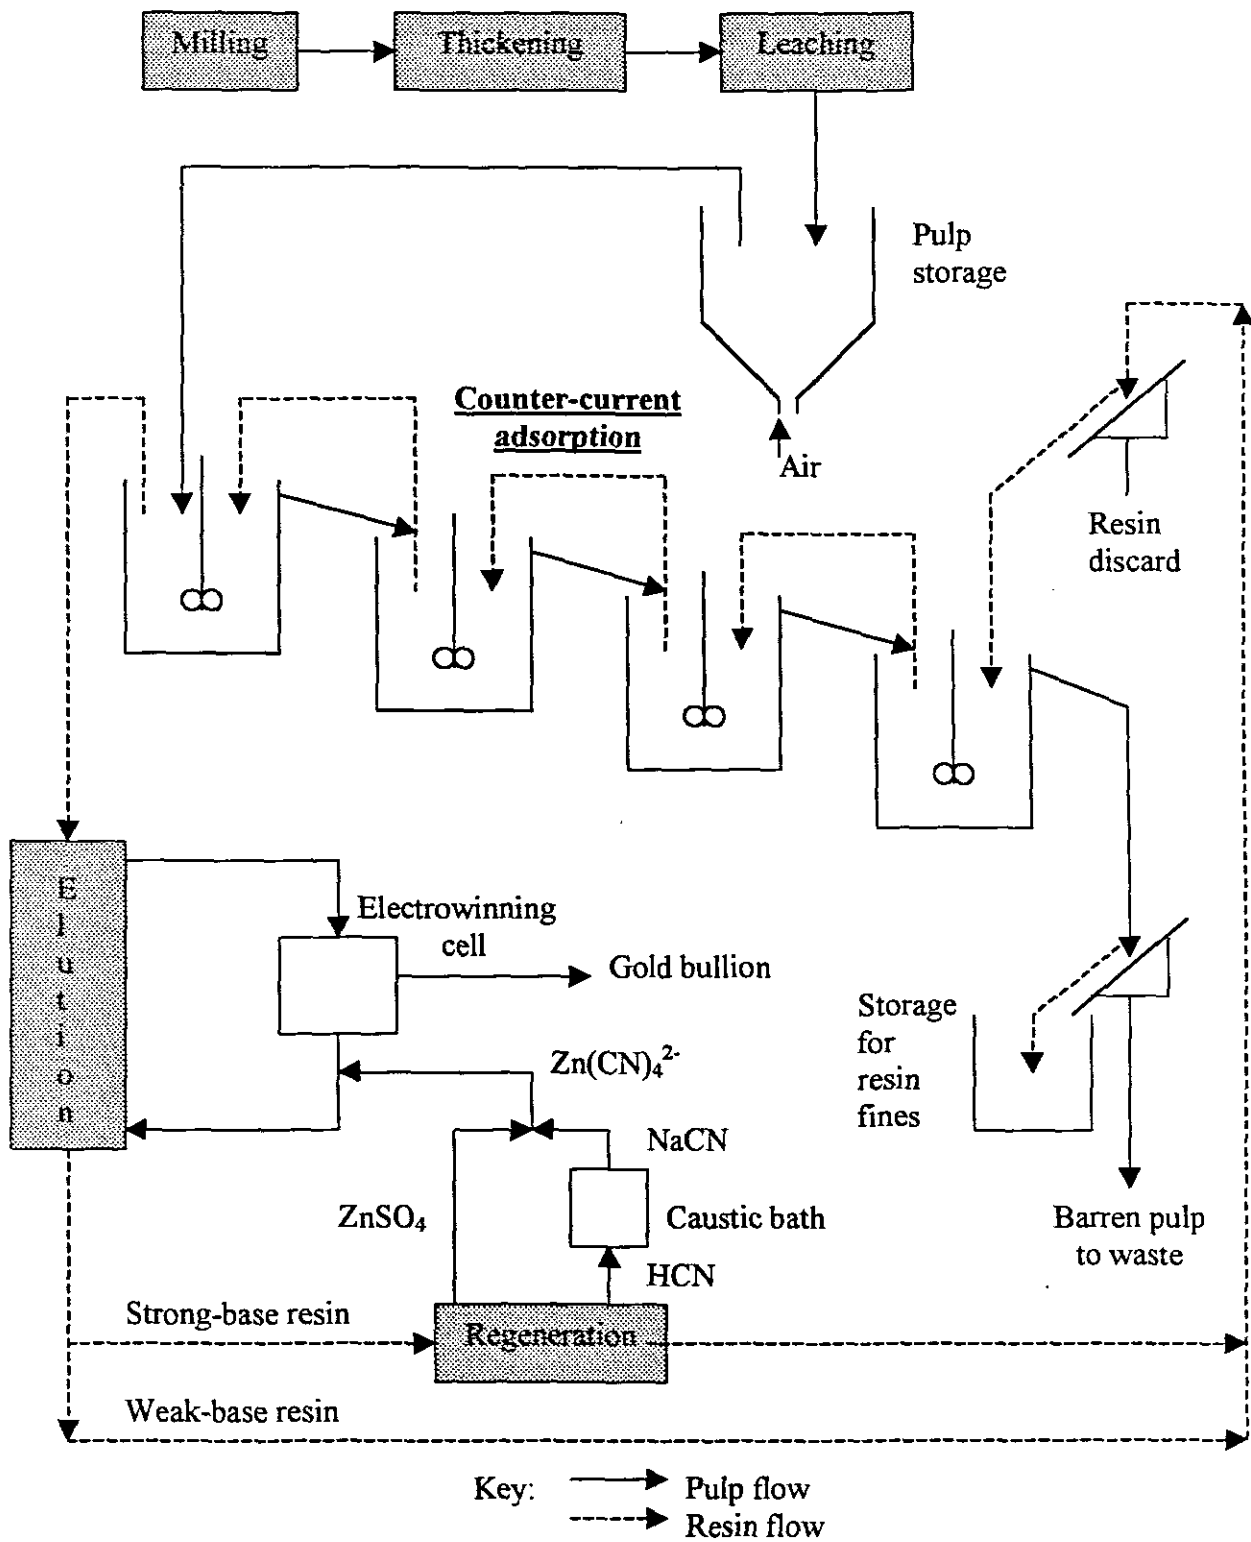 Milling
Thickening
Leaching
Pulp
storage
Counter-current
adsorption
Air
Resin
discard
Elution
Electrowinning
cell
Gold bullion
Storage
for
resin
fines
Zn(CN)₄²⁻
NaCN
ZnSO₄
Caustic bath
Barren pulp
to waste
HCN
Strong-base resin
Regeneration
Weak-base resin
Key:
Pulp flow
Resin flow